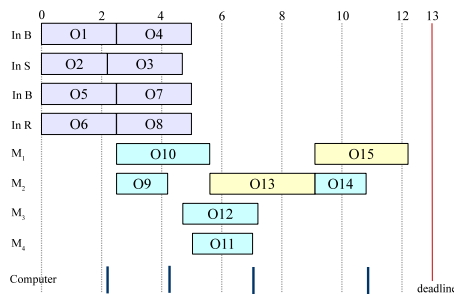 0 2 4 6 8 10 12 13
In B O1 O4
In S O2 O3
In B O5 O7
In R O6 O8
M1 O10 O15
M2 O9 O13 O14
M3 O12
M4 O11
Computer
deadline